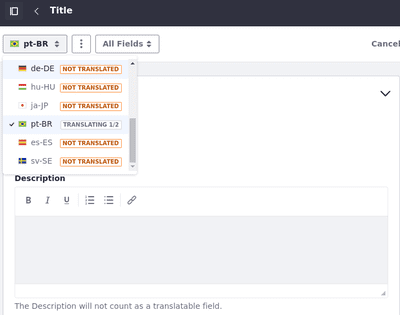 Title
pt-BR
All Fields
Cancel
de-DE NOT TRANSLATED
hu-HU NOT TRANSLATED
ja-JP NOT TRANSLATED
pt-BR TRANSLATING 1/2
es-ES NOT TRANSLATED
sv-SE NOT TRANSLATED
Description
B I U
The Description will not count as a translatable field.